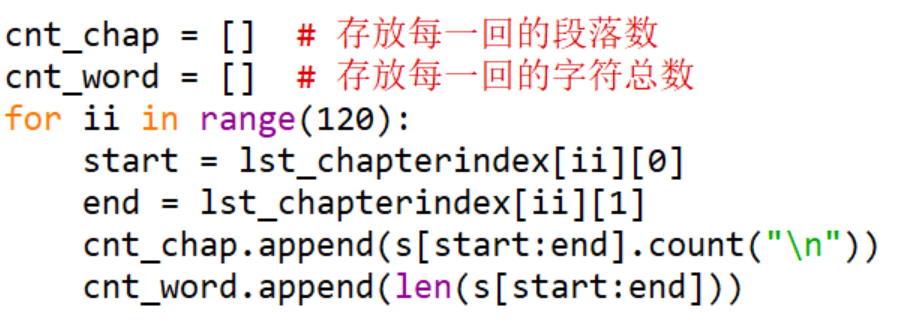 cnt_chap = []  # 存放每一回的段落数
cnt_word = []  # 存放每一回的字符总数
for ii in range(120):
    start = lst_chapterindex[ii][0]
    end = lst_chapterindex[ii][1]
    cnt_chap.append(s[start:end].count("\n"))
    cnt_word.append(len(s[start:end]))